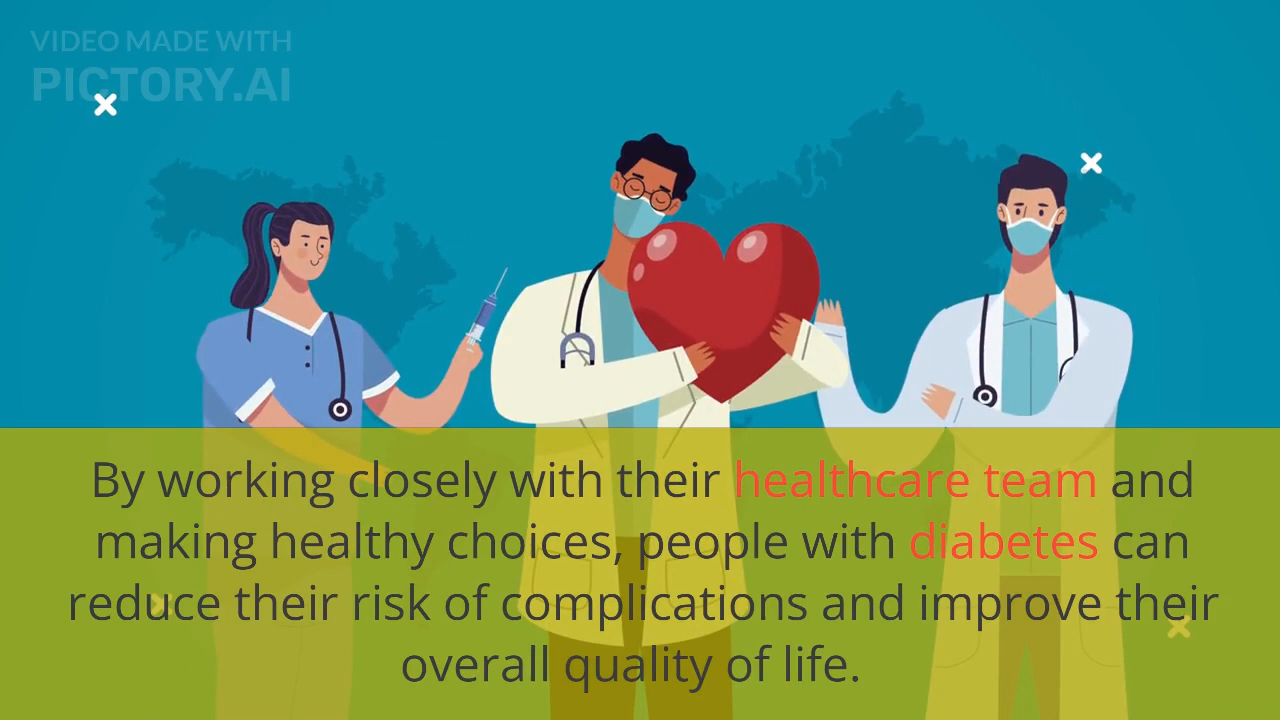 VIDEO MADE WITH
PICTORY.AI
By working closely with their healthcare team and
making healthy choices, people with diabetes can
reduce their risk of complications and improve their
overall quality of life.